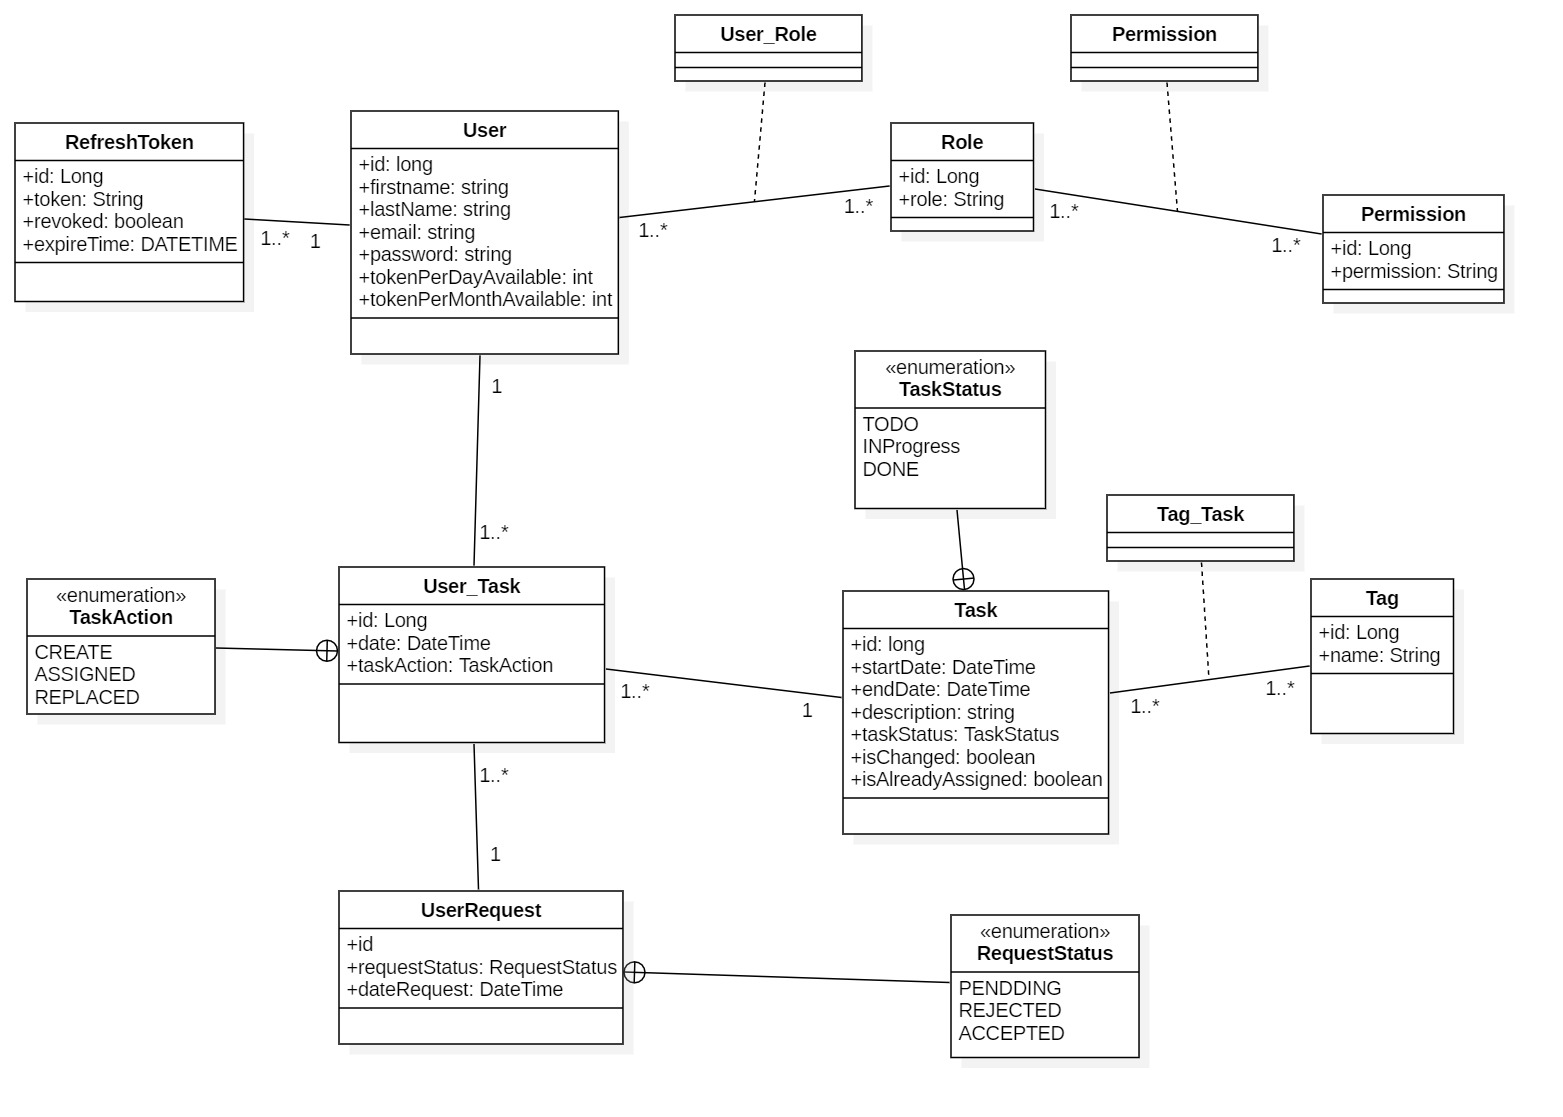 User_Role
Permission
RefreshToken
+id: Long
+token: String
+revoked: boolean
+expireTime: DATETIME
1..*
1
User
+id: long
+firstname: string
+lastName: string
+email: string
+password: string
+tokenPerDayAvailable: int
+tokenPerMonthAvailable: int
1..*
1..*
Role
+id: Long
+role: String
1..*
1..*
Permission
+id: Long
+permission: String
1
1..*
«enumeration»
TaskStatus
TODO
INProgress
DONE
Tag_Task
«enumeration»
TaskAction
CREATE
ASSIGNED
REPLACED
User_Task
+id: Long
+date: DateTime
+taskAction: TaskAction
1..*
1
Task
+id: long
+startDate: DateTime
+endDate: DateTime
+description: string
+taskStatus: TaskStatus
+isChanged: boolean
+isAlreadyAssigned: boolean
1..*
1..*
Tag
+id: Long
+name: String
1..*
1
UserRequest
+id
+requestStatus: RequestStatus
+dateRequest: DateTime
«enumeration»
RequestStatus
PENDDING
REJECTED
ACCEPTED